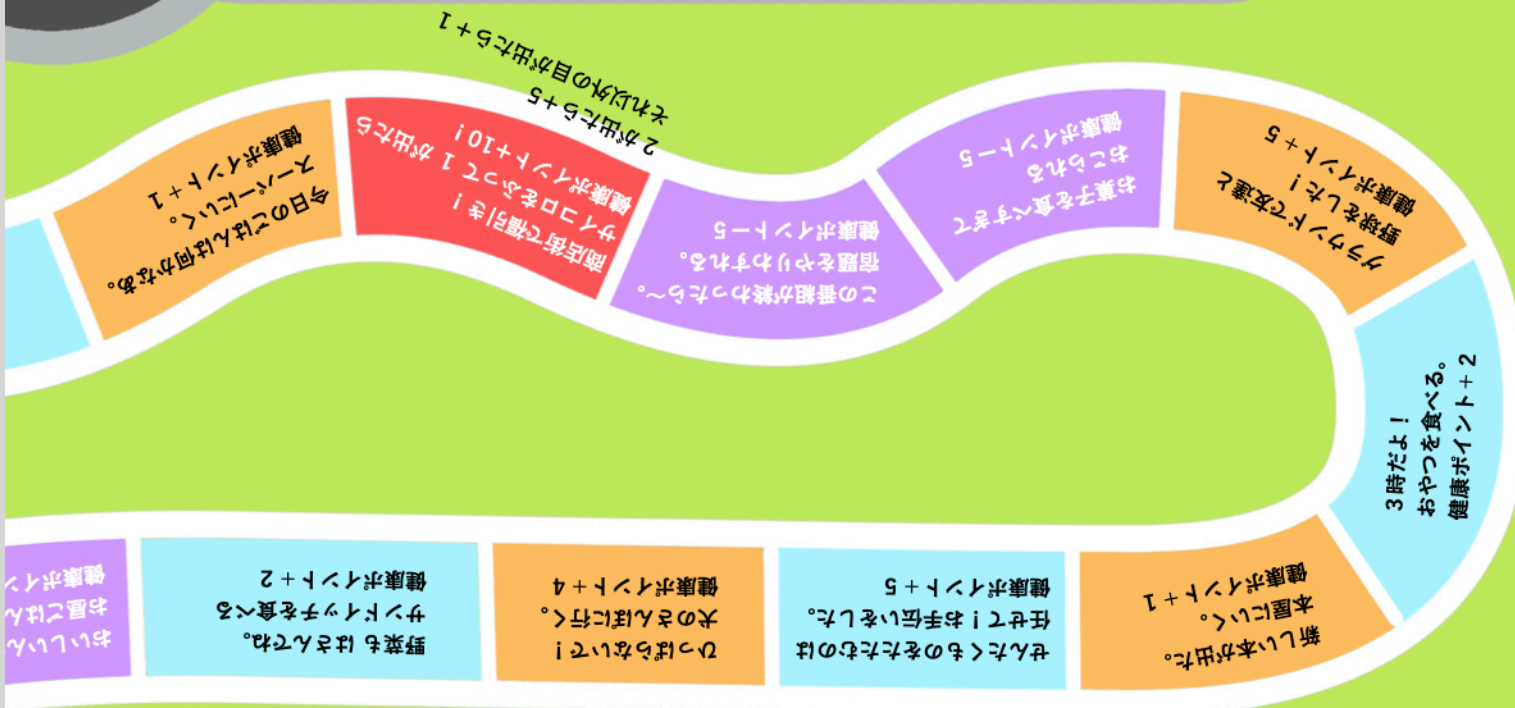 おいしいん
お昼ごはん
健康ポイン
野菜も はさんでね。
サンドイッチを食べる
健康ポイント+2
ひっぱらないで！
犬のさんぽに行く。
健康ポイント+4
せんたくものをたたむのは
任せて！お手伝いをした。
健康ポイント+5
新しい本が出た。
本屋にいく。
健康ポイント+1
3時だよ！
おやつを食べる。
健康ポイント+2
グラウンドで友達と
野球をした！
健康ポイント+5
お菓子を食べすぎて
おこられる
健康ポイントー5
この番組が終わったら〜。
宿題をやりわすれる。
健康ポイントー5
商店街で福引き！
サイコロをふって 1 が出たら
健康ポイント+10！
2が出たら+5
それ以外の目が出たら+1
今日のごはんは何かなあ。
スーパーにいく。
健康ポイント+1